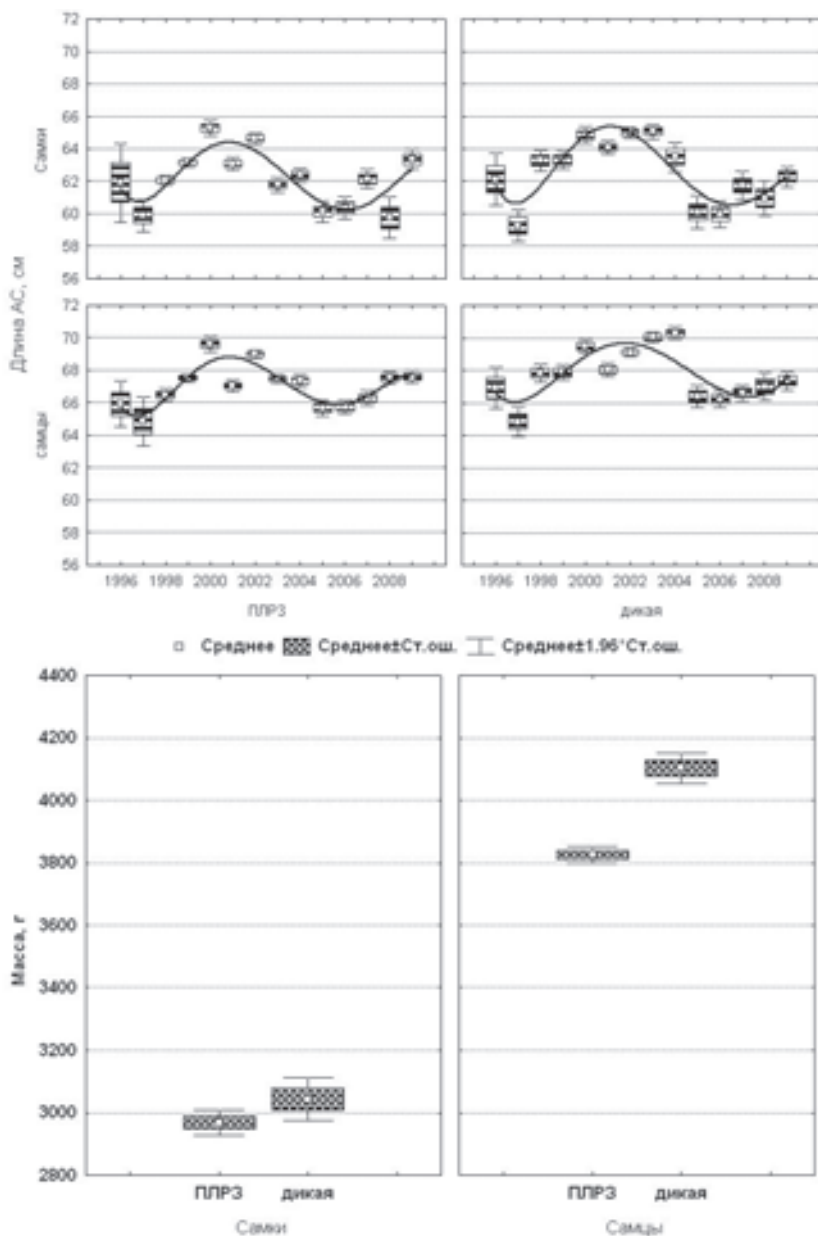 72
70
68
66
64
62
60
58
56
Самки
72
70
68
66
64
62
60
58
56
самцы
Длина АС, см
1996 1998 2000 2002 2004 2006 2008
1996 1998 2000 2002 2004 2006 2008
ПЛРЗ
дикая
Среднее Среднее±Ст.ош. Среднее±1.96*Ст.ош.
4400
4200
4000
3800
3600
3400
3200
3000
2800
Масса, г
ПЛРЗ дикая
ПЛРЗ дикая
Самки
Самцы